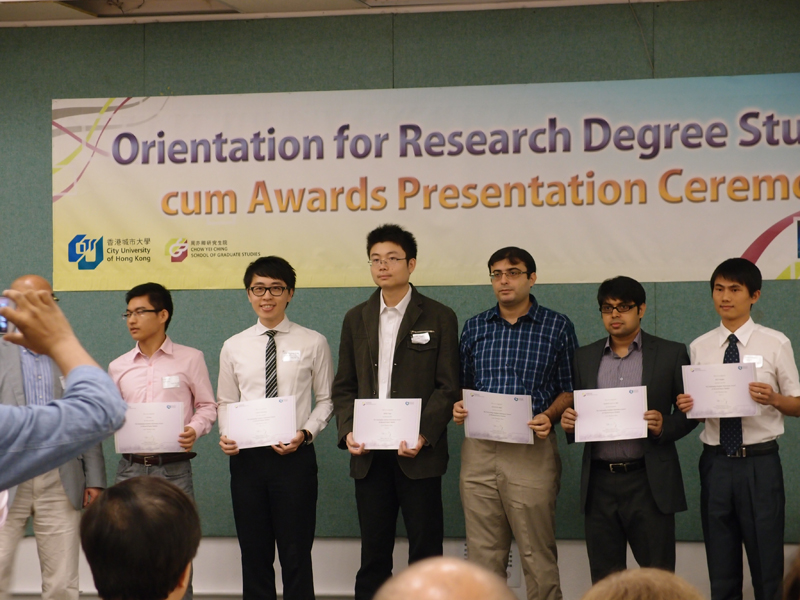 Orientation for Research Degree Stu
cum Awards Presentation Ceremo
香港城市大學
City University
of Hong Kong
周亦卿研究生院
CHOW YEI CHING
SCHOOL OF GRADUATE STUDIES